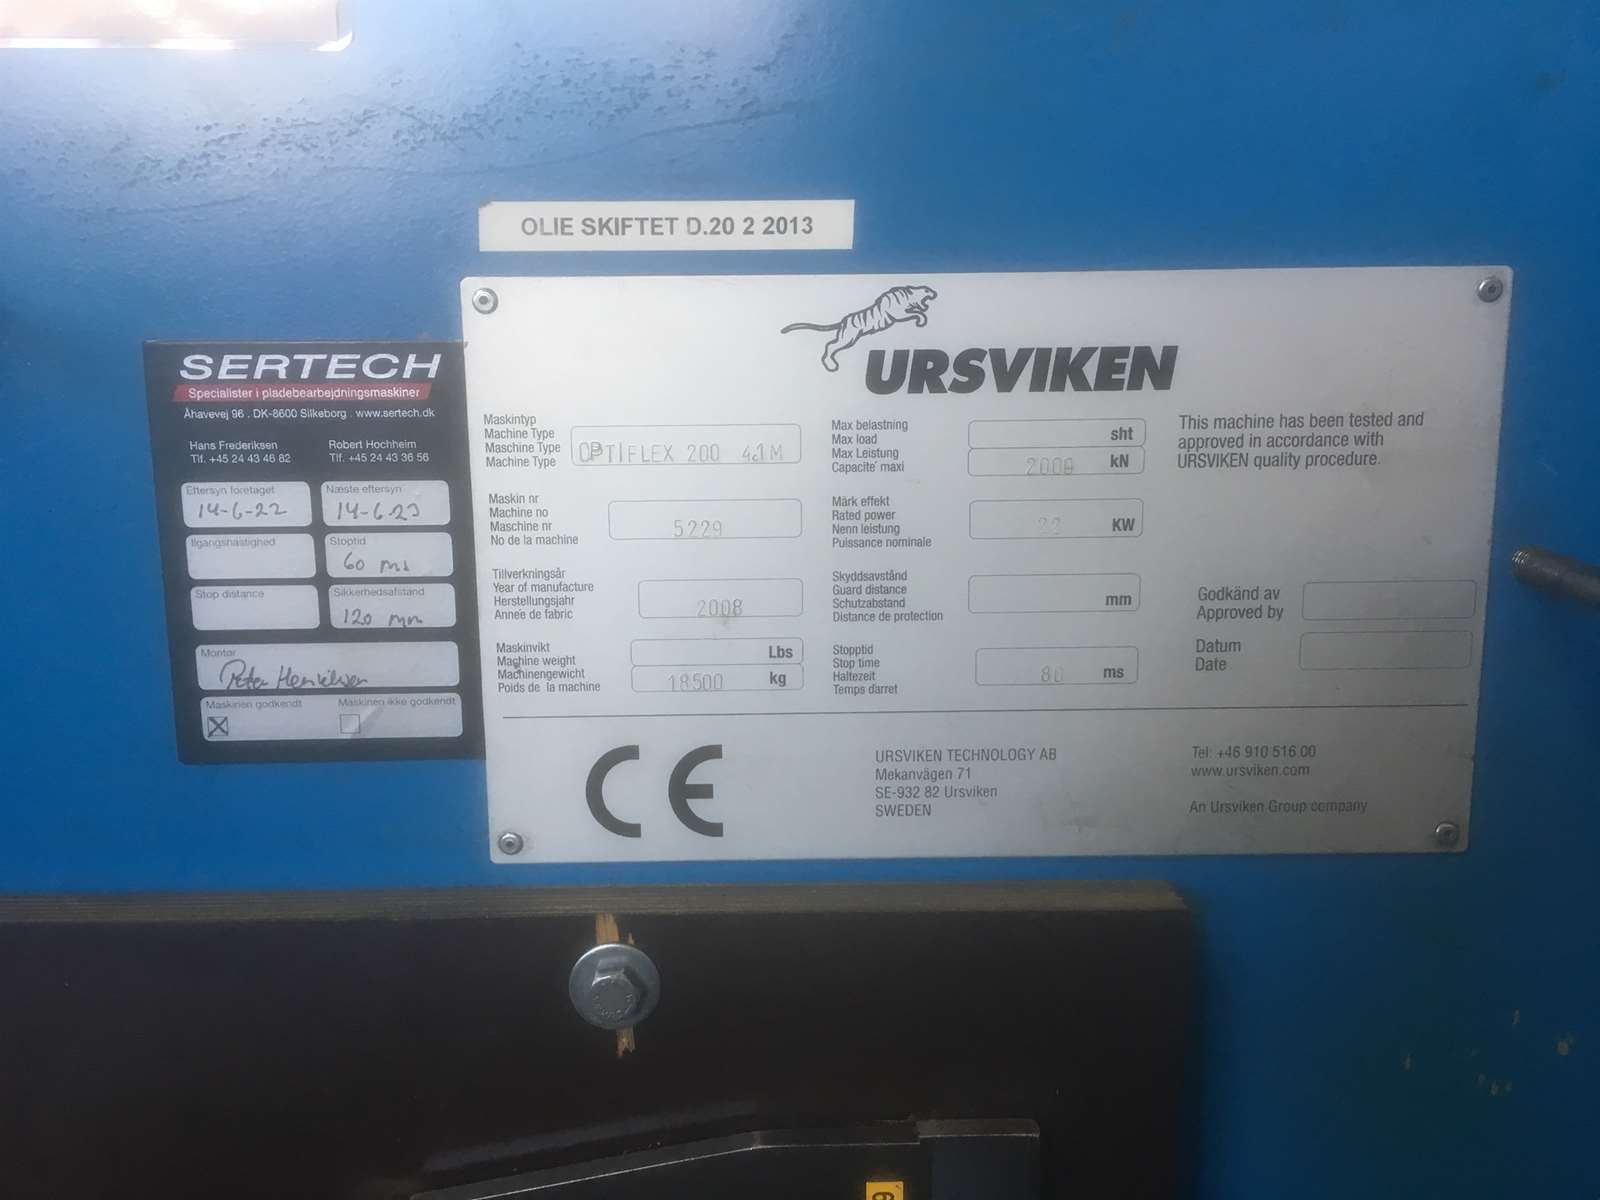 OLIE SKIFTET D.20 2 2013
SERTECH
Specialister i pladebearbejdningsmaskiner
Åhavevej 96 . DK-8600 Silkeborg . www.sertech.dk
Hans Frederiksen
Tlf. +45 24 43 46 82
Robert Hochheim
Tlf. +45 24 43 36 56
Eftersyn foretaget
14-6-22
Næste eftersyn
14-6-23
Ilgangshastighed
Stoptid
60 ms
Stop distance
Sikkerhedsafstand
120 mm
Montør
Peter
Maskinen godkendt
Maskinen ikke godkendt
URSVIKEN
Maskintyp
Machine Type
Maschine Type
Machine Type
OPTIFLEX 200 4.1M
Maskin nr
Machine no
Maschine nr
No de la machine
5229
Tillverkningsår
Year of manufacture
Herstellungsjahr
Année de fabric
2008
Maskinvikt
Machine weight
Machinengewicht
Poids de la machine
Lbs
18500 kg
Max belastning
Max load
Max Leistung
Capacite' maxi
sht
2000 kN
Märk effekt
Rated power
Nenn leistung
Puissance nominale
22 KW
Skyddsavstånd
Guard distance
Schutzabstand
Distance de protection
mm
Stopptid
Stop time
Haltezeit
Temps d'arret
80 ms
This machine has been tested and
approved in accordance with
URSVIKEN quality procedure.
Godkänd av
Approved by
Datum
Date
CE
URSVIKEN TECHNOLOGY AB
Mekanvägen 71
SE-932 82 Ursviken
SWEDEN
Tel: +46 910 516 00
www.ursviken.com
An Ursviken Group company